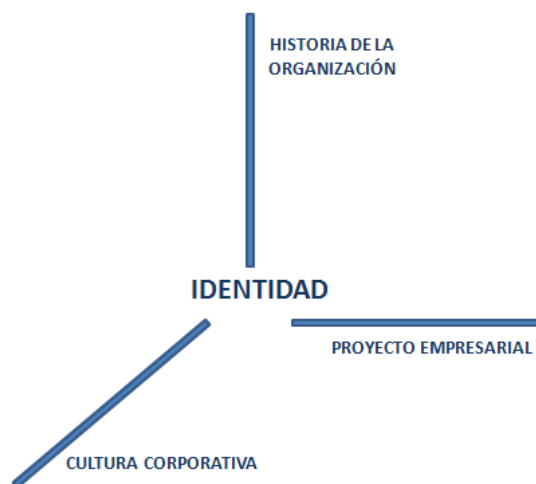 HISTORIA DE LA
ORGANIZACIÓN
IDENTIDAD
PROYECTO EMPRESARIAL
CULTURA CORPORATIVA